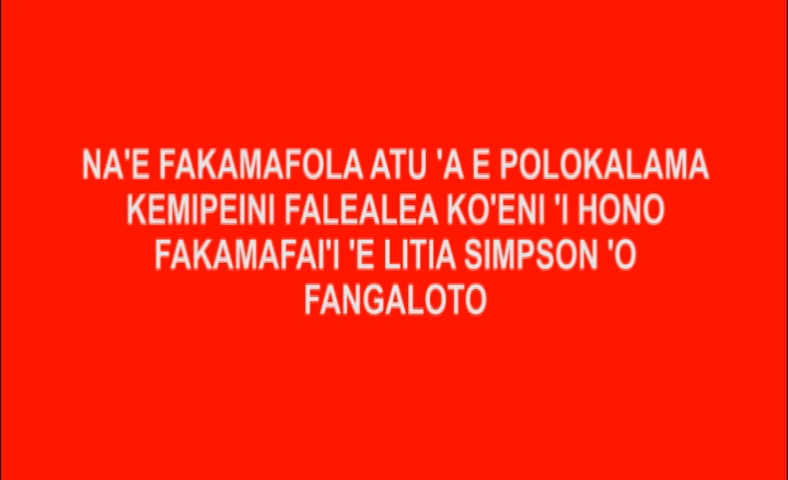 NA'E FAKAMAFOLA ATU 'A E POLOKALAMA
KEMIPEINI FALEALEA KO'ENI 'I HONO
FAKAMAFAI'I 'E LITIA SIMPSON 'O
FANGALOTO